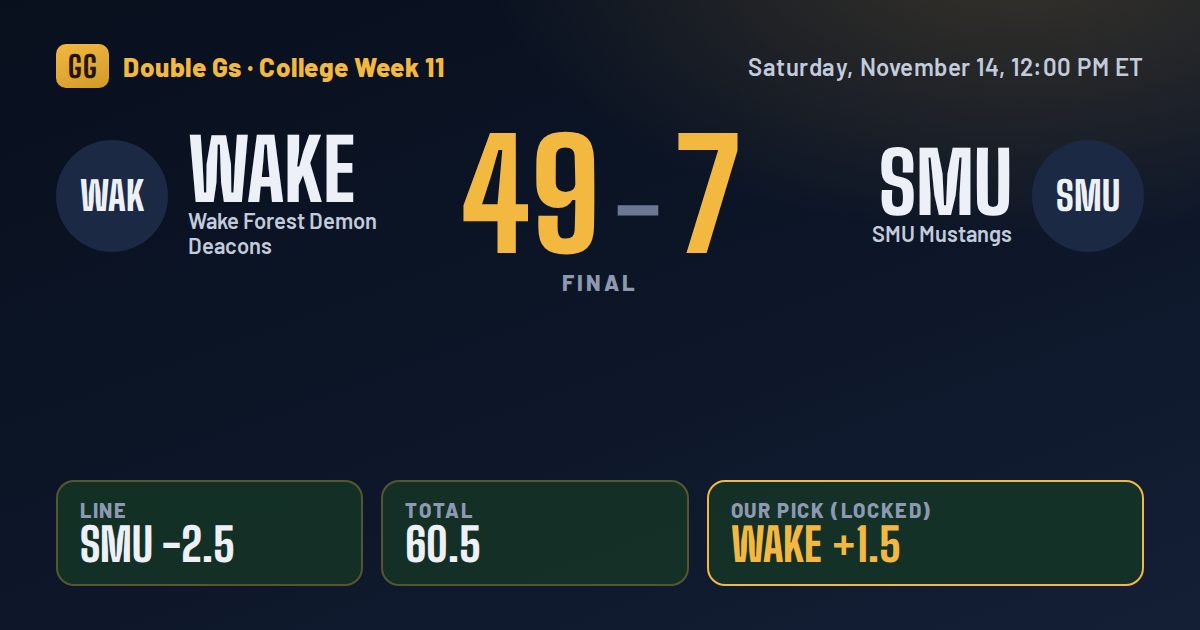 GG Double Gs · College Week 11
Saturday, November 14, 12:00 PM ET
WAK
WAKE
Wake Forest Demon
Deacons
49 – 7
FINAL
SMU
SMU Mustangs
SMU
LINE
SMU −2.5
TOTAL
60.5
OUR PICK (LOCKED)
WAKE +1.5